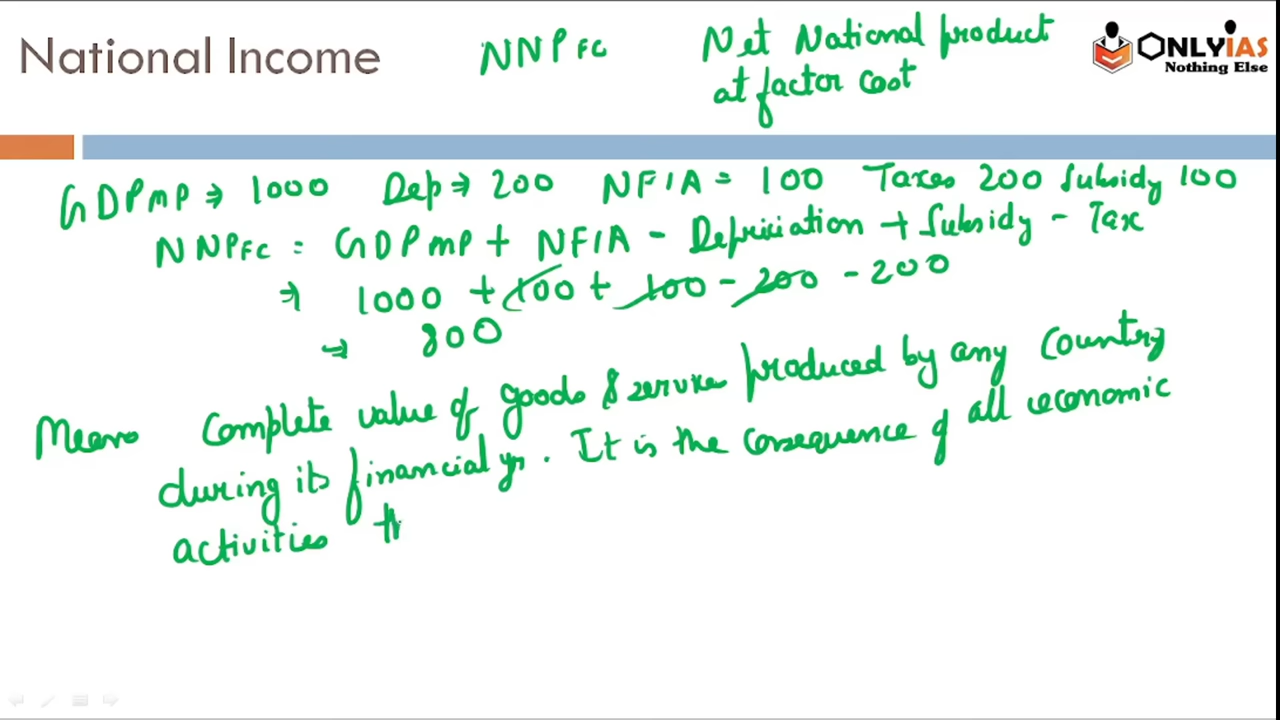 National Income
NNPFC Net National product
at factor cost
ONLYIAS
Nothing Else
GDPMP ⇒ 1000 Dep ⇒ 200 NFIA = 100 Taxes 200 Subsidy 100
NNPFC = GDPMP + NFIA - Depriciation + Subsidy - Tax
⇒ 1000 + 100 + 100 - 200 - 200
⇒ 800
Means Complete value of goods & services produced by any Country
during its financial yr. It is the consequence of all economic
activities th